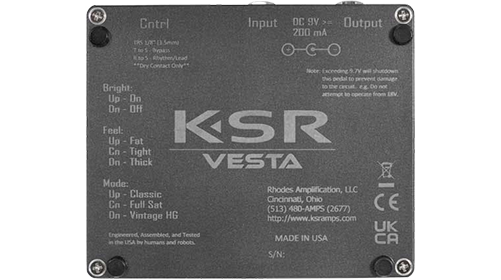 Cntrl
Input
DC 9V >=
200 mA
Output
TRS 1/8" (3.5mm)
T to S - Bypass
R to S - Rhythm/Lead
**Dry Contact Only**
Note: Exceeding 9.7V will shutdown
this pedal to prevent damage
to the circuit. e.g. Do not
attempt to operate from 18V.
Bright:
Up - On
Dn - Off
Feel:
Up - Fat
Cn - Tight
Dn - Thick
Mode:
Up - Classic
Cn - Full Sat
Dn - Vintage HG
KSR
VESTA
Rhodes Amplification, LLC
Cincinnati, Ohio
(513) 480-AMPS (2677)
http://www.ksramps.com
MADE IN USA
S/N:
Engineered, Assembled, and Tested
in the USA by humans and robots.
CE
UK
CA